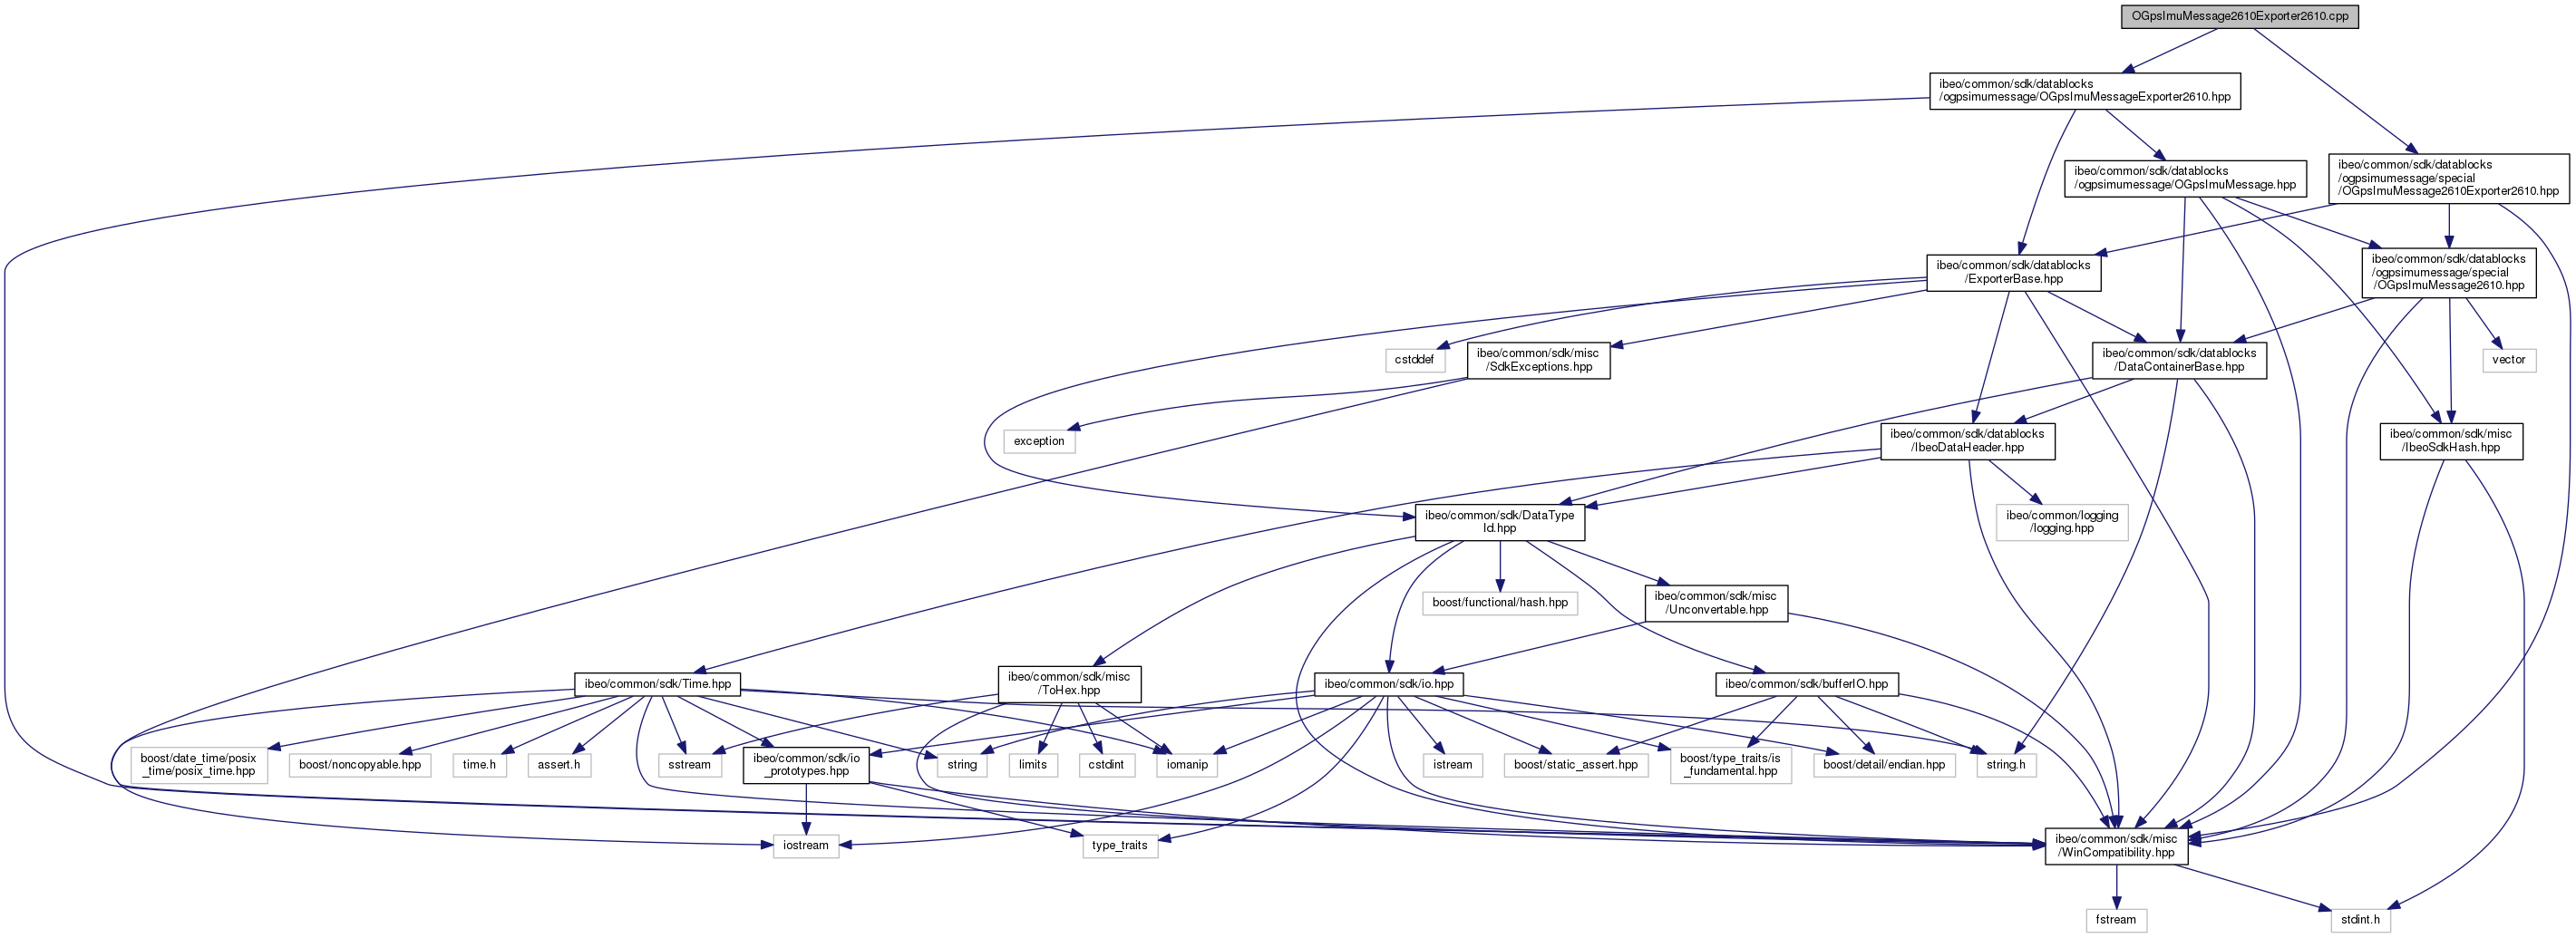 OGpsImuMessage2610Exporter2610.cpp
ibeo/common/sdk/datablocks
/ogpsimumessage/OGpsImuMessageExporter2610.hpp
ibeo/common/sdk/datablocks
/ogpsimumessage/OGpsImuMessage.hpp
ibeo/common/sdk/datablocks
/ogpsimumessage/special
/OGpsImuMessage2610Exporter2610.hpp
ibeo/common/sdk/datablocks
/ExporterBase.hpp
ibeo/common/sdk/datablocks
/ogpsimumessage/special
/OGpsImuMessage2610.hpp
cstddef
ibeo/common/sdk/misc
/SdkExceptions.hpp
ibeo/common/sdk/datablocks
/DataContainerBase.hpp
vector
exception
ibeo/common/sdk/datablocks
/IbeoDataHeader.hpp
ibeo/common/sdk/misc
/IbeoSdkHash.hpp
ibeo/common/sdk/DataType
Id.hpp
ibeo/common/logging
/logging.hpp
boost/functional/hash.hpp
ibeo/common/sdk/misc
/Unconvertable.hpp
ibeo/common/sdk/Time.hpp
ibeo/common/sdk/misc
/ToHex.hpp
ibeo/common/sdk/io.hpp
ibeo/common/sdk/bufferIO.hpp
boost/date_time/posix
_time/posix_time.hpp
boost/noncopyable.hpp
time.h
assert.h
sstream
ibeo/common/sdk/io
_prototypes.hpp
string
limits
cstdint
iomanip
istream
boost/static_assert.hpp
boost/type_traits/is
_fundamental.hpp
boost/detail/endian.hpp
string.h
iostream
type_traits
ibeo/common/sdk/misc
/WinCompatibility.hpp
fstream
stdint.h